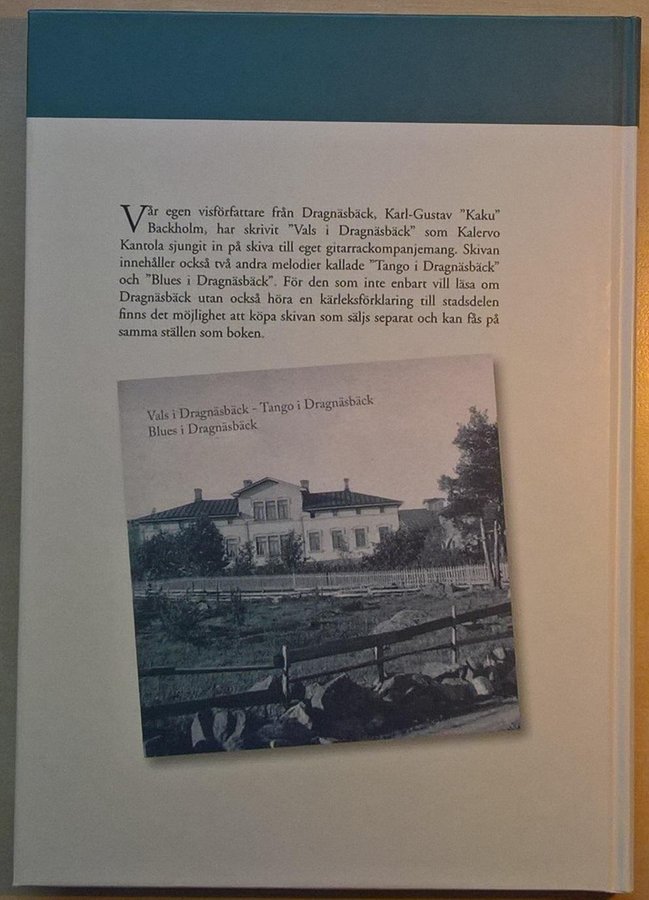 Vår egen visförfattare från Dragnäsbäck, Karl-Gustav ”Kaku”
Backholm, har skrivit ”Vals i Dragnäsbäck” som Kalervo
Kantola sjungit in på skiva till eget gitarrackompanjemang. Skivan
innehåller också två andra melodier kallade ”Tango i Dragnäsbäck”
och ”Blues i Dragnäsbäck”. För den som inte enbart vill läsa om
Dragnäsbäck utan också höra en kärleksförklaring till stadsdelen
finns det möjlighet att köpa skivan som säljs separat och kan fås på
samma ställen som boken.
Vals i Dragnäsbäck - Tango i Dragnäsbäck
Blues i Dragnäsbäck